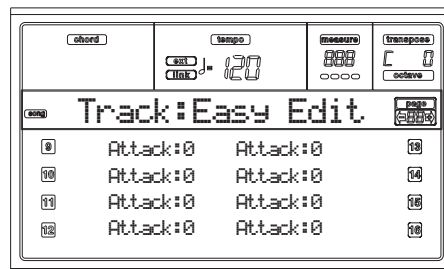 chord tempo measure transpose
ext ♩= 120 888 C 0
link octave
song Track:Easy Edit page
9 Attack:0 Attack:0 13
10 Attack:0 Attack:0 14
11 Attack:0 Attack:0 15
12 Attack:0 Attack:0 16